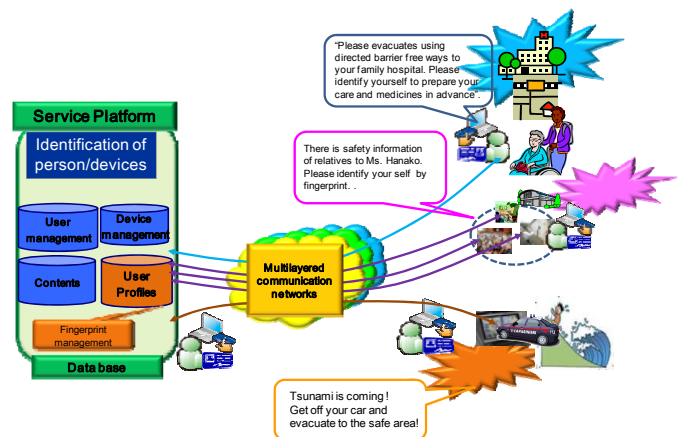 "Please evacuates using
directed barrier free ways to
your family hospital. Please
identify yourself to prepare your
care and medicines in advance".
H
Service Platform
Identification of
person/devices
There is safety information
of relatives to Ms. Hanako.
Please identify your self by
fingerprint. .
User
management
Device
management
Contents
User
Profiles
Multilayered
communication
networks
Fingerprint
management
Data base
Tsunami is coming !
Get off your car and
evacuate to the safe area!